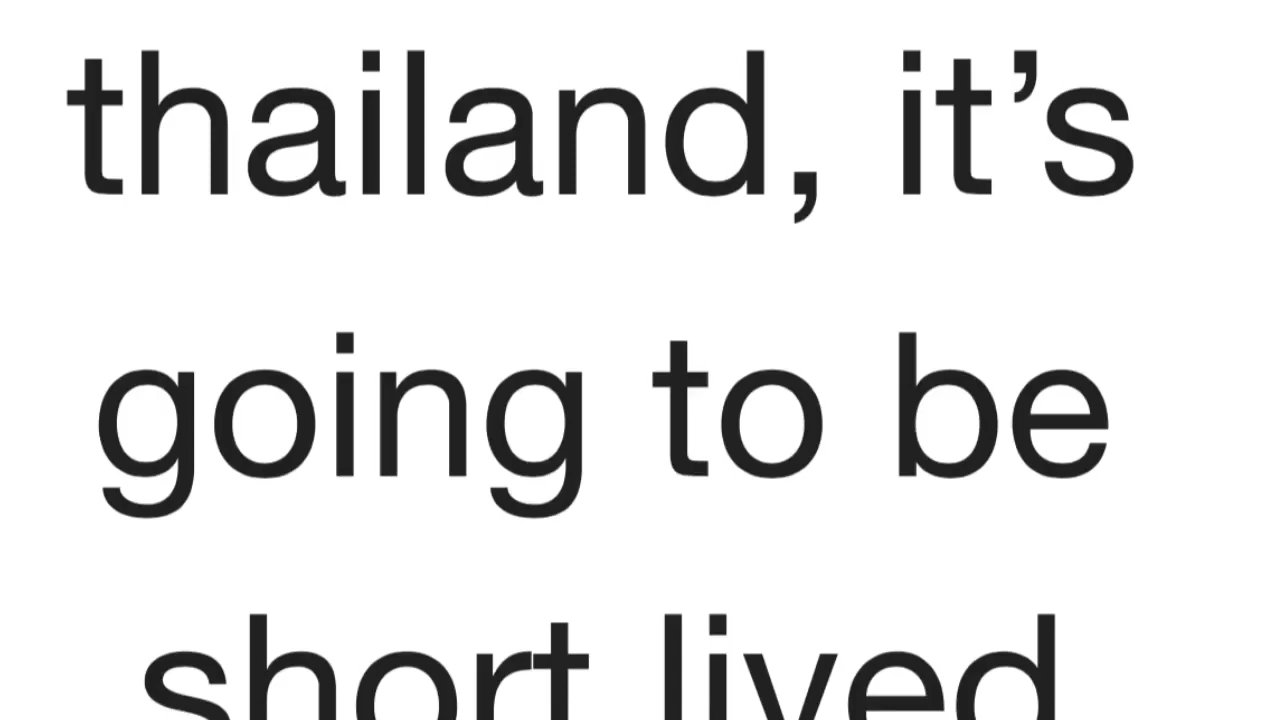 thailand, it’s
going to be
short lived